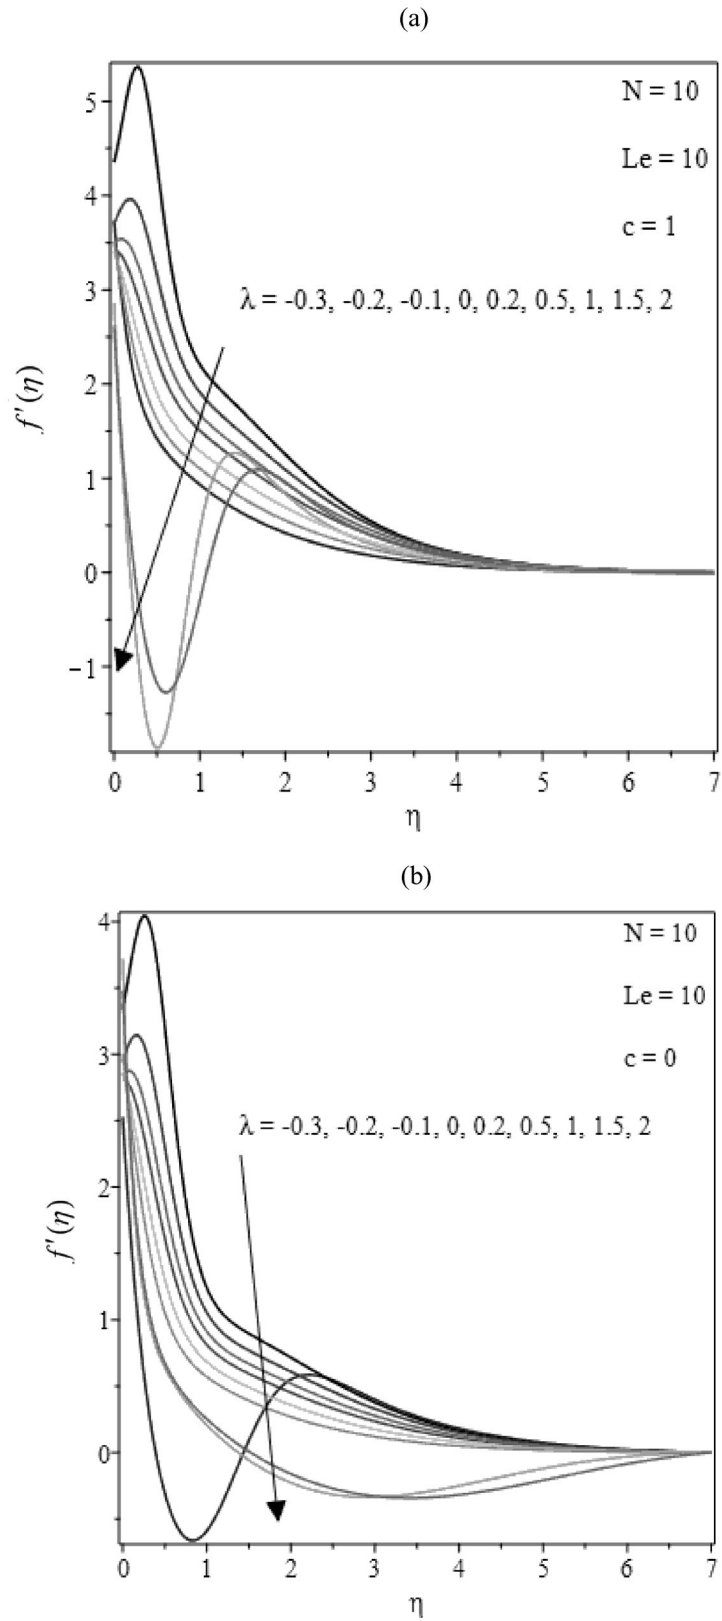 (a)
N = 10
Le = 10
c = 1
λ = -0.3, -0.2, -0.1, 0, 0.2, 0.5, 1, 1.5, 2
f'(η)
5
4
3
2
1
0
−1
0 1 2 3 4 5 6 7
η
(b)
N = 10
Le = 10
c = 0
λ = -0.3, -0.2, -0.1, 0, 0.2, 0.5, 1, 1.5, 2
f'(η)
4
3
2
1
0
0 1 2 3 4 5 6 7
η